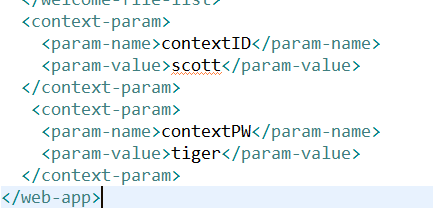 </welcome-file-list>
<context-param>
<param-name>contextID</param-name>
<param-value>scott</param-value>
</context-param>
<context-param>
<param-name>contextPW</param-name>
<param-value>tiger</param-value>
</context-param>
</web-app>